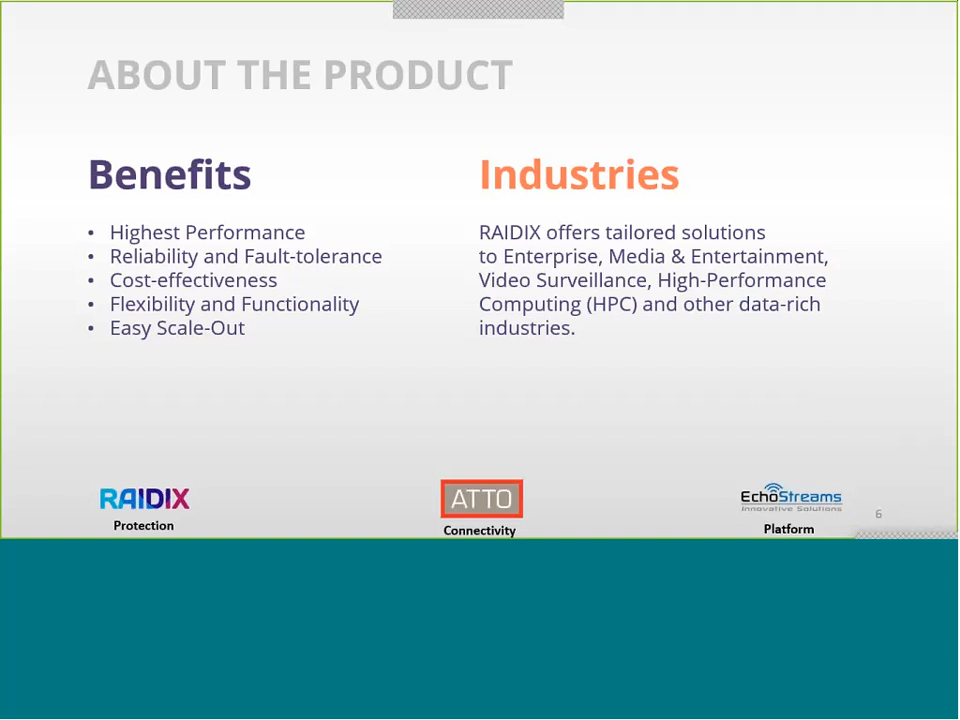 ABOUT THE PRODUCT
Benefits
• Highest Performance
• Reliability and Fault-tolerance
• Cost-effectiveness
• Flexibility and Functionality
• Easy Scale-Out
Industries
RAIDIX offers tailored solutions
to Enterprise, Media & Entertainment,
Video Surveillance, High-Performance
Computing (HPC) and other data-rich
industries.
RAIDIX
Protection
ATTO
Connectivity
EchoStreams
Innovative Solutions
Platform
6